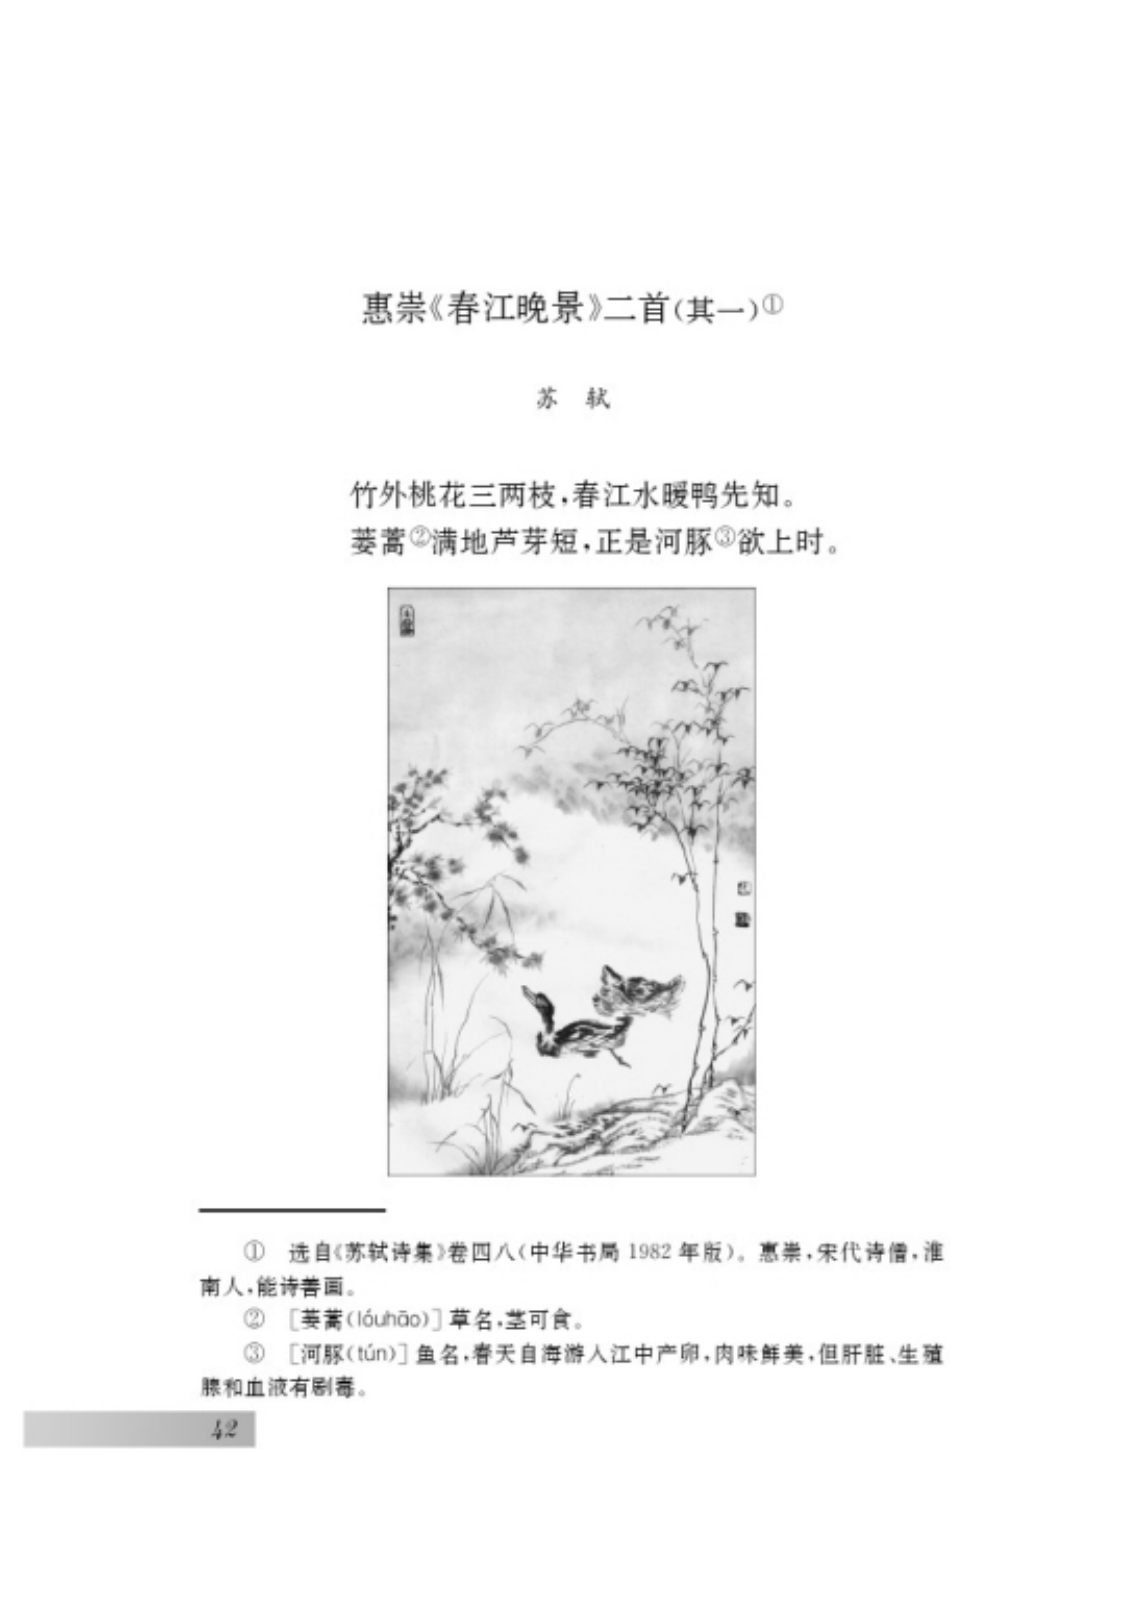 惠崇《春江晚景》二首(其一)①
苏 轼
竹外桃花三两枝,春江水暖鸭先知。
蒌蒿②满地芦芽短,正是河豚③欲上时。
① 选自《苏轼诗集》卷四八(中华书局 1982 年版)。惠崇,宋代诗僧,淮
南人,能诗善画。
② [蒌蒿(lóuhāo)]草名,茎可食。
③ [河豚(tún)]鱼名,春天自海游入江中产卵,肉味鲜美,但肝脏、生殖
腺和血液有剧毒。
42